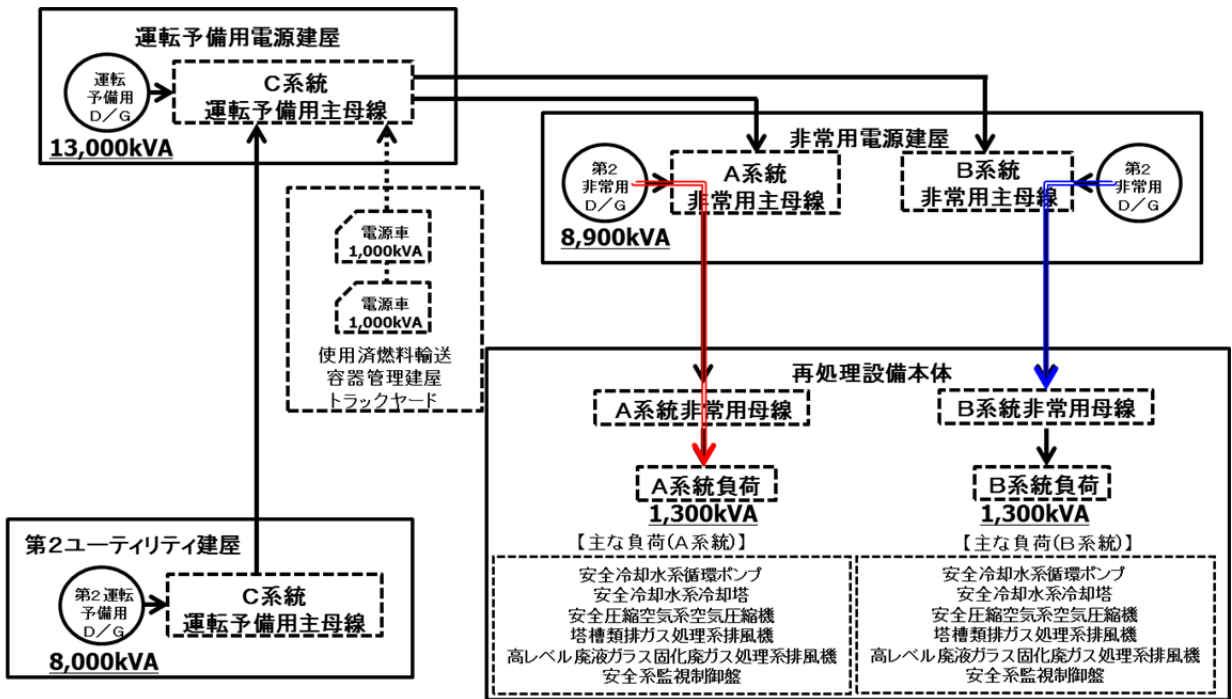 運転予備用電源建屋
運転
予備用
D/G
13,000kVA
C系統
運転予備用主母線
非常用電源建屋
第2
非常用
D/G
8,900kVA
A系統
非常用主母線
B系統
非常用主母線
第2
非常用
D/G
電源車
1,000kVA
電源車
1,000kVA
使用済燃料輸送
容器管理建屋
トラックヤード
再処理設備本体
A系統非常用母線
B系統非常用母線
A系統負荷
1,300kVA
【主な負荷(A系統)】
安全冷却水系循環ポンプ
安全冷却水系冷却塔
安全圧縮空気系空気圧縮機
塔槽類排ガス処理系排風機
高レベル廃液ガラス固化廃ガス処理系排風機
安全系監視制御盤
B系統負荷
1,300kVA
【主な負荷(B系統)】
安全冷却水系循環ポンプ
安全冷却水系冷却塔
安全圧縮空気系空気圧縮機
塔槽類排ガス処理系排風機
高レベル廃液ガラス固化廃ガス処理系排風機
安全系監視制御盤
第2ユーティリティ建屋
第2運転
予備用
D/G
8,000kVA
C系統
運転予備用主母線